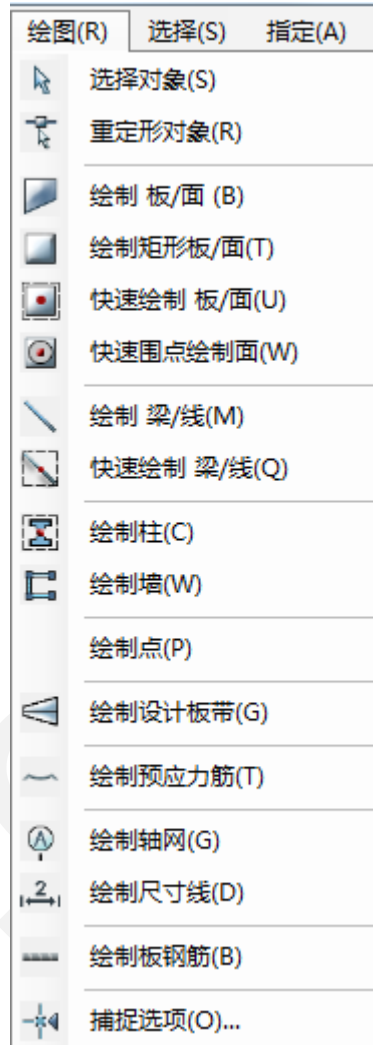 绘图(R) 选择(S) 指定(A)
选择对象(S)
重定形对象(R)
绘制 板/面 (B)
绘制矩形板/面(T)
快速绘制 板/面(U)
快速围点绘制面(W)
绘制 梁/线(M)
快速绘制 梁/线(Q)
绘制柱(C)
绘制墙(W)
绘制点(P)
绘制设计板带(G)
绘制预应力筋(T)
A 绘制轴网(G)
2 绘制尺寸线(D)
绘制板钢筋(B)
捕捉选项(O)...